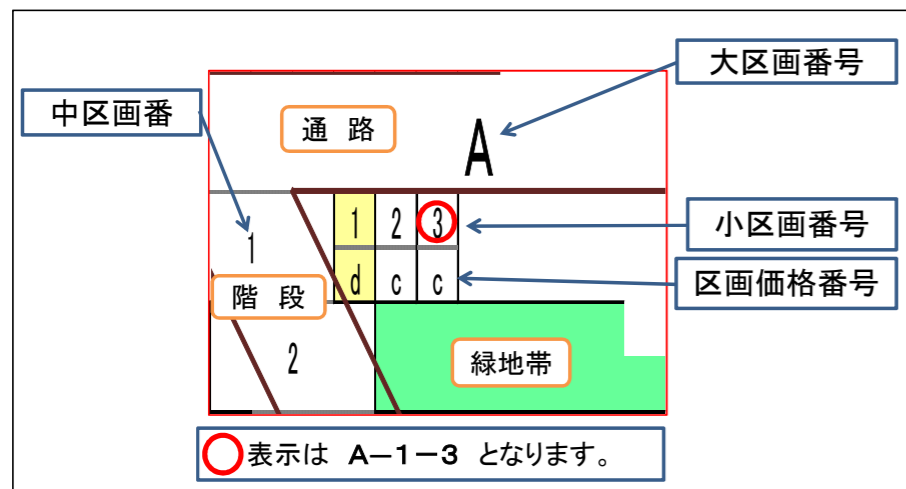 大区画番号
中区画番
通 路
A
1 2 3
小区画番号
1
d c c
区画価格番号
階 段
2
緑地帯
表示は A－1－3 となります。